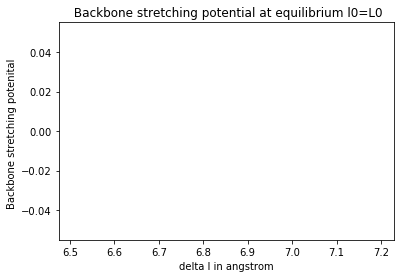 Backbone stretching potential at equilibrium l0=L0
Backbone stretching potenital
0.04
0.02
0.00
−0.02
−0.04
6.5 6.6 6.7 6.8 6.9 7.0 7.1 7.2
delta l in angstrom